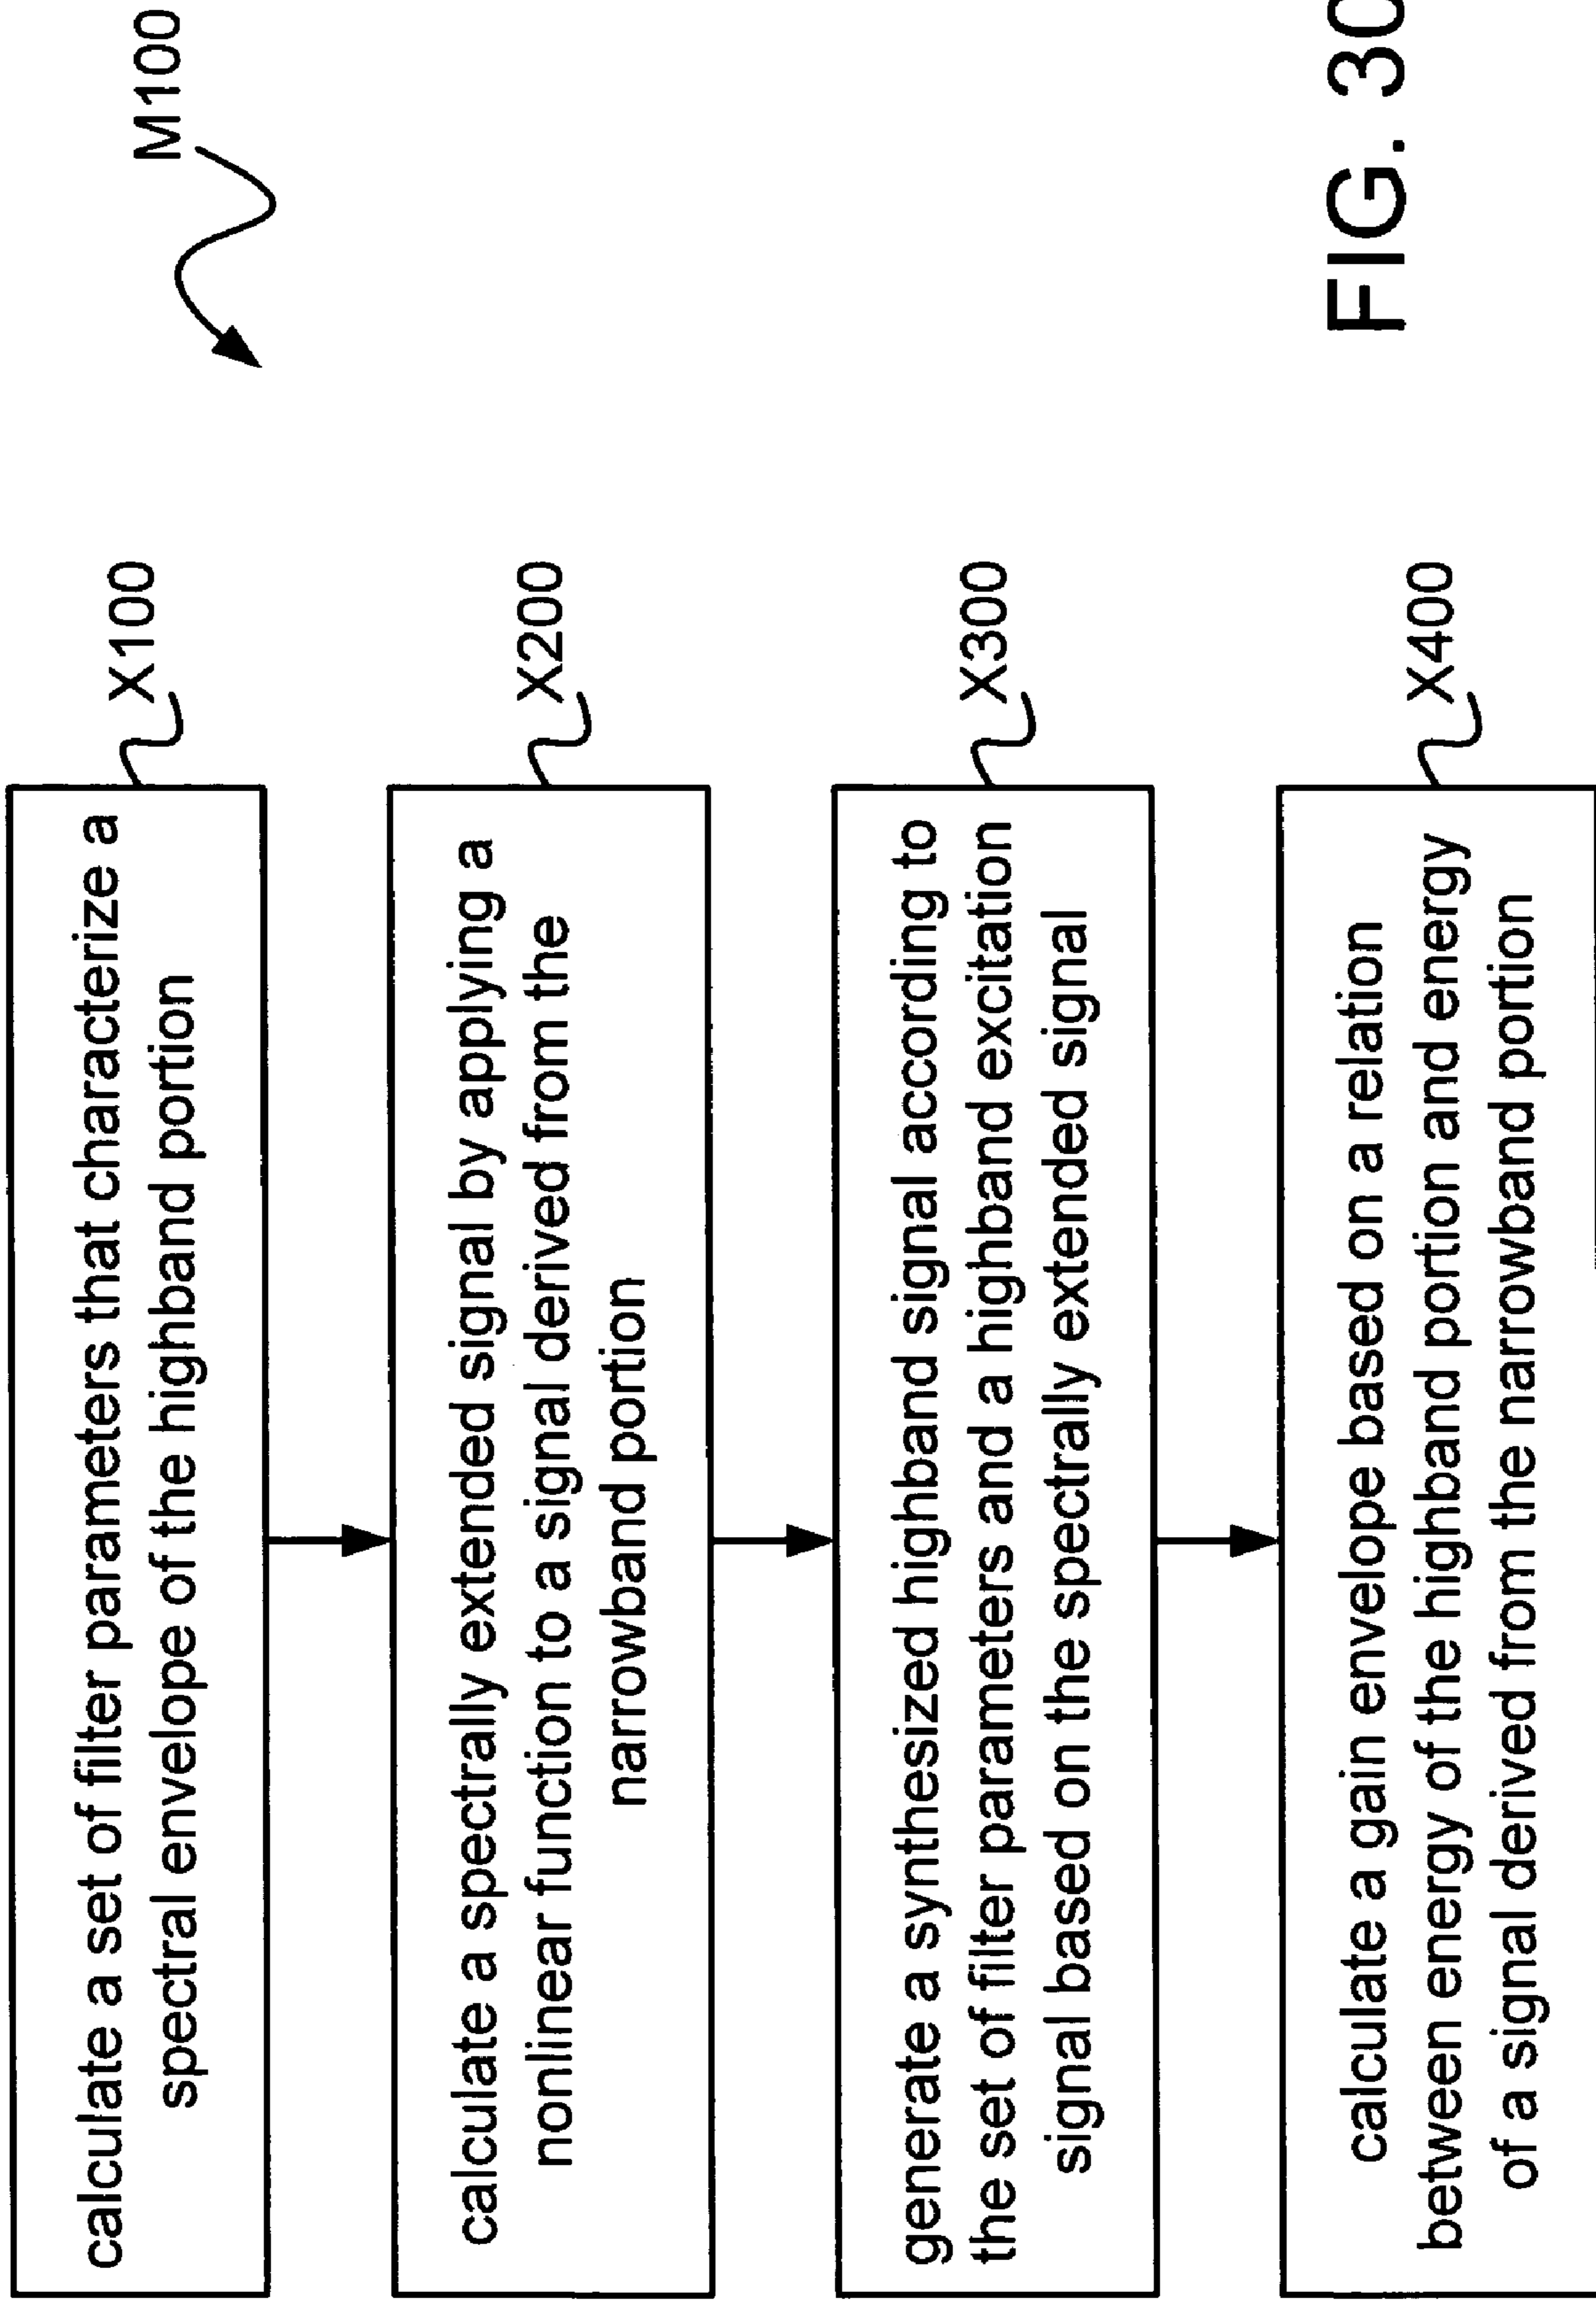 M100
calculate a set of filter parameters that characterize a
spectral envelope of the highband portion
X100
calculate a spectrally extended signal by applying a
nonlinear function to a signal derived from the
narrowband portion
X200
generate a synthesized highband signal according to
the set of filter parameters and a highband excitation
signal based on the spectrally extended signal
X300
calculate a gain envelope based on a relation
between energy of the highband portion and energy
of a signal derived from the narrowband portion
X400
FIG. 30